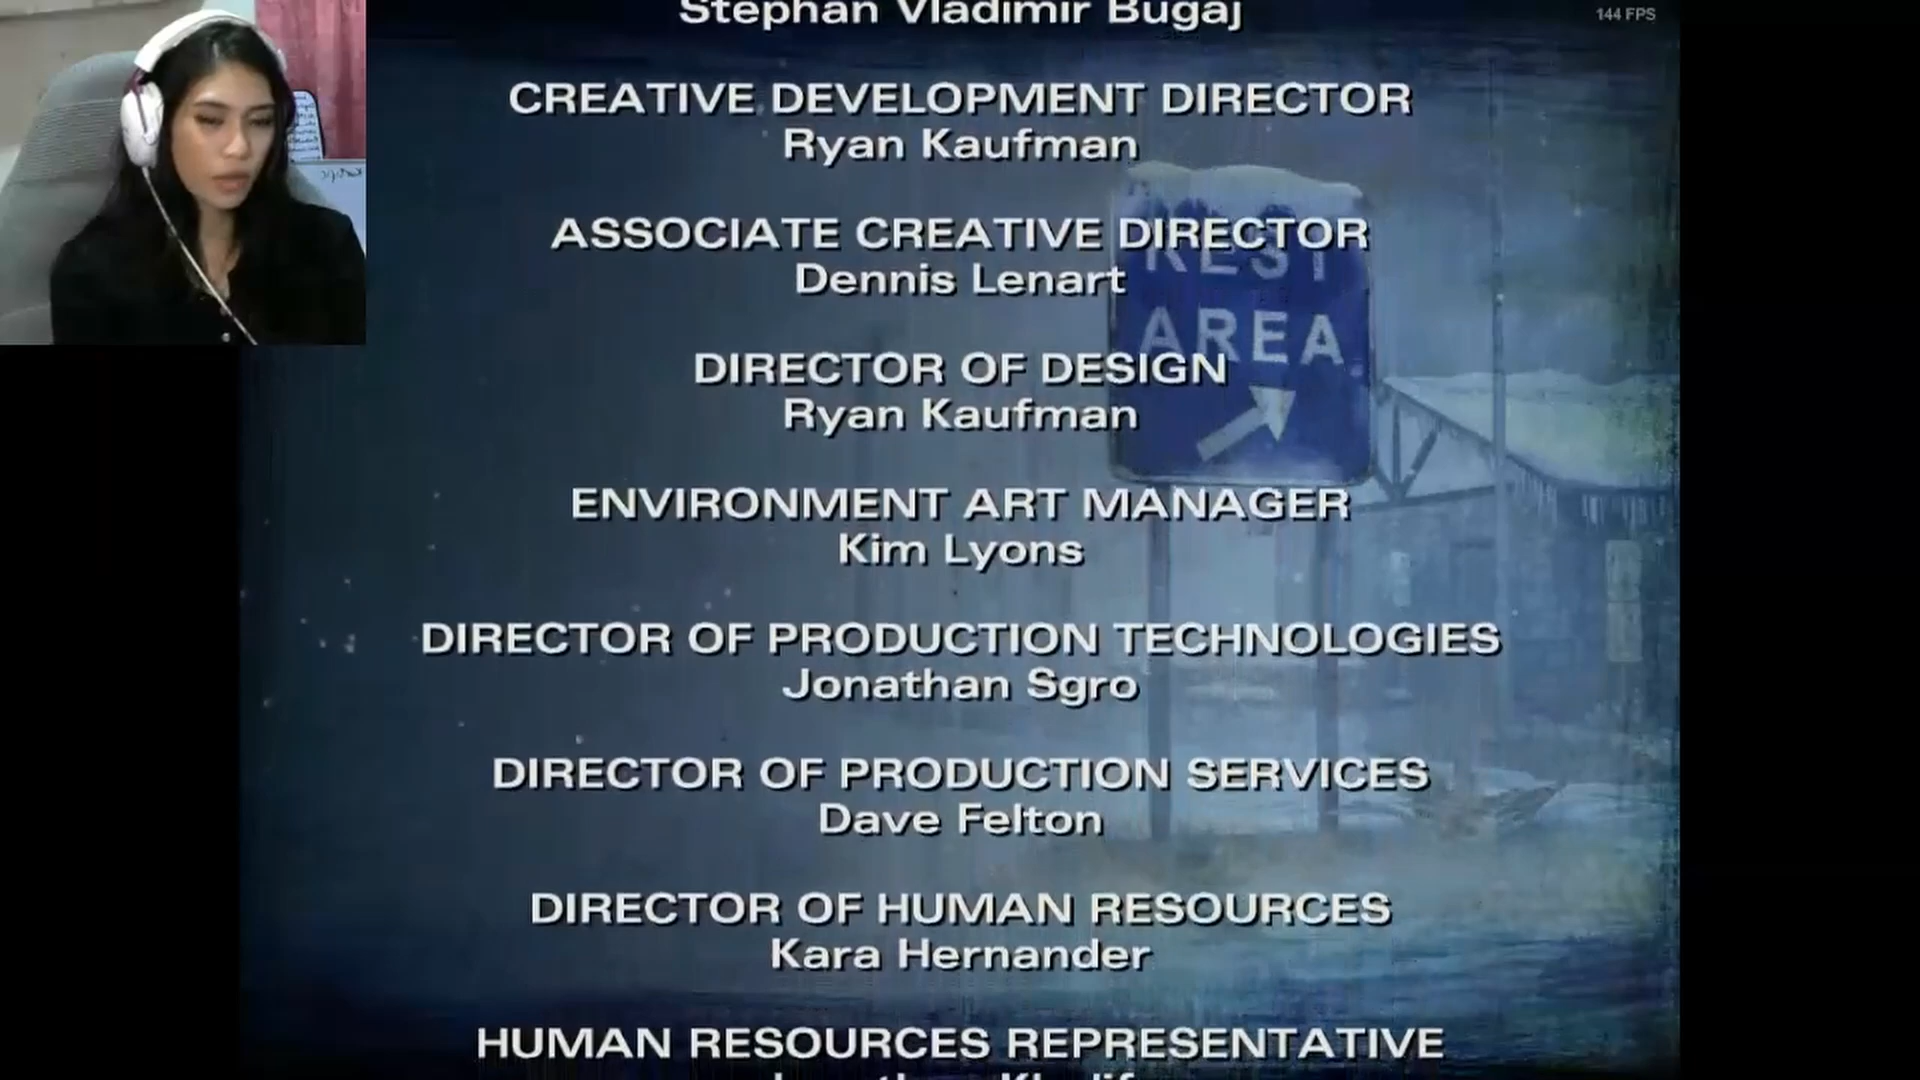 Stephan Vladimir Bugaj
144 FPS
CREATIVE DEVELOPMENT DIRECTOR
Ryan Kaufman
ASSOCIATE CREATIVE DIRECTOR
Dennis Lenart
REST
AREA
DIRECTOR OF DESIGN
Ryan Kaufman
ENVIRONMENT ART MANAGER
Kim Lyons
DIRECTOR OF PRODUCTION TECHNOLOGIES
Jonathan Sgro
DIRECTOR OF PRODUCTION SERVICES
Dave Felton
DIRECTOR OF HUMAN RESOURCES
Kara Hernander
HUMAN RESOURCES REPRESENTATIVE